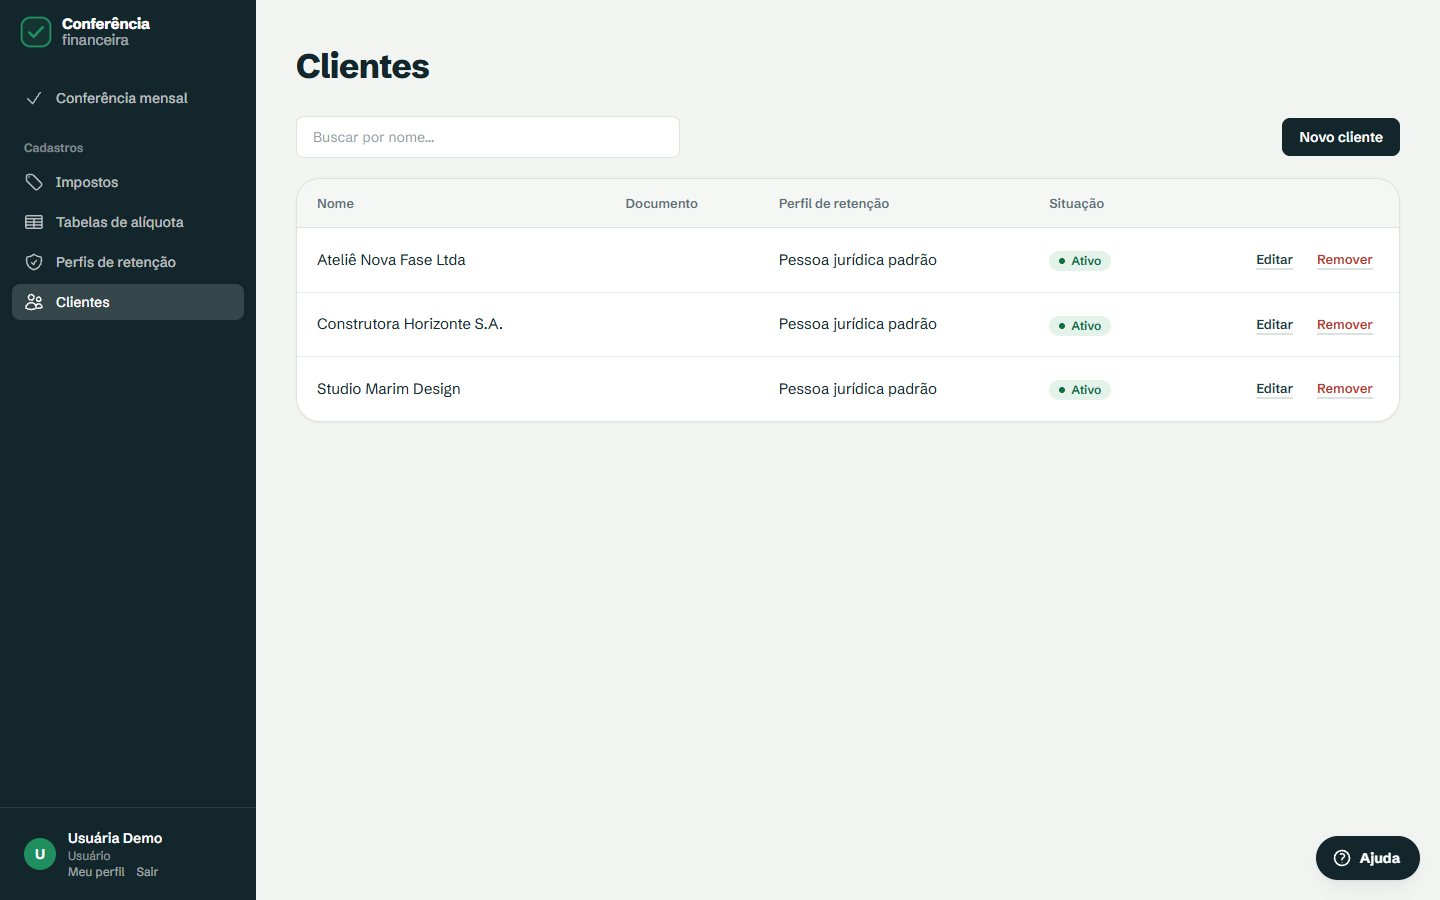 Conferência
financeira
Conferência mensal
Cadastros
Impostos
Tabelas de alíquota
Perfis de retenção
Clientes
Usuária Demo
U
Usuário
Meu perfil Sair
Clientes
Buscar por nome...
Novo cliente
Nome Documento Perfil de retenção Situação
Ateliê Nova Fase Ltda Pessoa jurídica padrão Ativo Editar Remover
Construtora Horizonte S.A. Pessoa jurídica padrão Ativo Editar Remover
Studio Marim Design Pessoa jurídica padrão Ativo Editar Remover
Ajuda